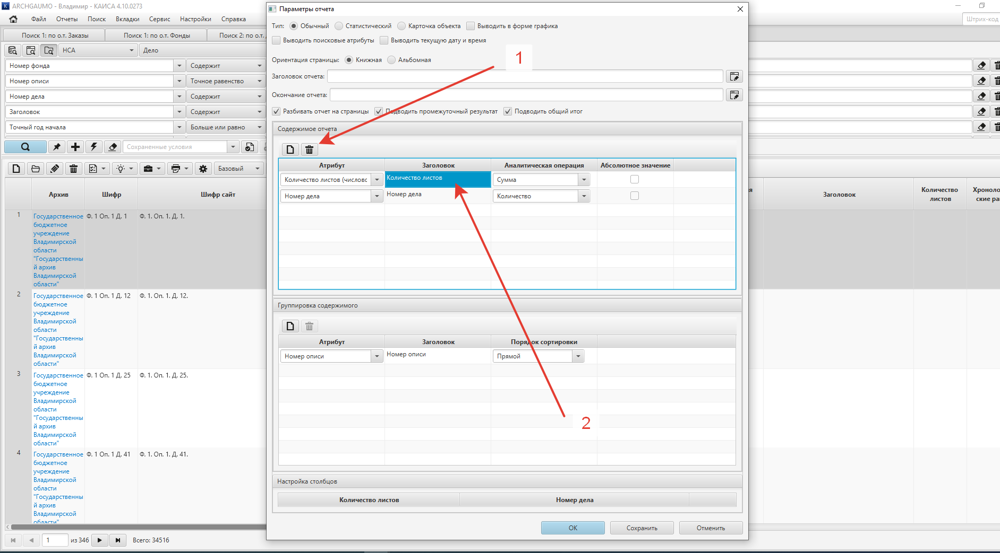 ARCHGAUMO - Владимир - КАИСА 4.10.0273
Файл Отчеты Поиск Вкладки Сервис Настройки Справка
Штрих-код
Поиск 1: по о.т. Заказы Поиск 1: по о.т. Фонды Поиск 2: по о.т.
НСА Дело
Номер фонда Содержит
Номер описи Точное равенство
Номер дела Содержит
Заголовок Содержит
Точный год начала Больше или равно
Сохраненные условия
Базовый
Архив Шифр Шифр сайт
Заголовок Количество листов
1 Государственное бюджетное учреждение Владимирской области "Государственный архив Владимирской области" Ф. 1 Оп. 1 Д. 1 Ф. 1. Оп. 1. Д. 1.
2 Государственное бюджетное учреждение Владимирской области "Государственный архив Владимирской области" Ф. 1 Оп. 1 Д. 12 Ф. 1. Оп. 1. Д. 12.
3 Государственное бюджетное учреждение Владимирской области "Государственный архив Владимирской области" Ф. 1 Оп. 1 Д. 25 Ф. 1. Оп. 1. Д. 25.
4 Государственное бюджетное учреждение Владимирской области "Государственный архив Владимирской области" Ф. 1 Оп. 1 Д. 41 Ф. 1. Оп. 1. Д. 41.
1 из 346 Всего: 34516
Параметры отчета
Тип: Обычный Статистический Карточка объекта Выводить в форме графика
Выводить поисковые атрибуты Выводить текущую дату и время
1
Ориентация страницы: Книжная Альбомная
Заголовок отчета:
Окончание отчета:
Разбивать отчет на страницы Подводить промежуточный результат Подводить общий итог
Содержимое отчета
Атрибут Заголовок Аналитическая операция Абсолютное значение
Количество листов (числовс Количество листов Сумма
Номер дела Номер дела Количество
Группировка содержимого
Атрибут Заголовок Порядок сортировки
Номер описи Номер описи Прямой
2
Настройка столбцов
Количество листов Номер дела
ОК Сохранить Отменить